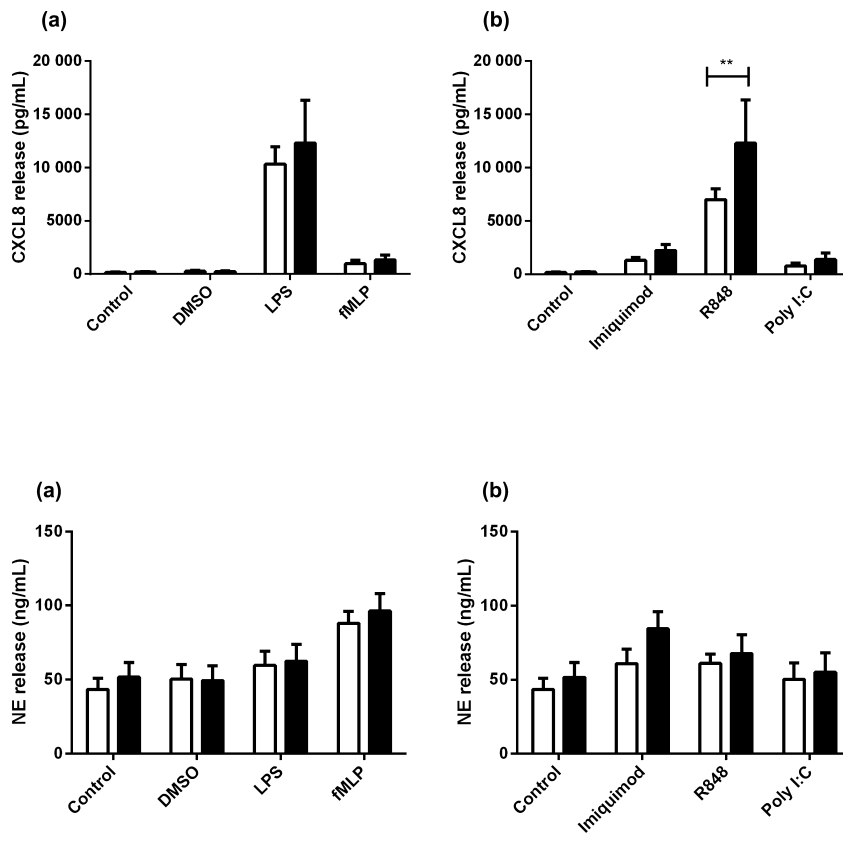 (a)
CXCL8 release (pg/mL)
20 000
15 000
10 000
5000
0
Control
DMSO
LPS
fMLP
(b)
CXCL8 release (pg/mL)
20 000
15 000
10 000
5000
0
**
Control
Imiquimod
R848
Poly I:C
(a)
NE release (ng/mL)
150
100
50
0
Control
DMSO
LPS
fMLP
(b)
NE release (ng/mL)
150
100
50
0
Control
Imiquimod
R848
Poly I:C